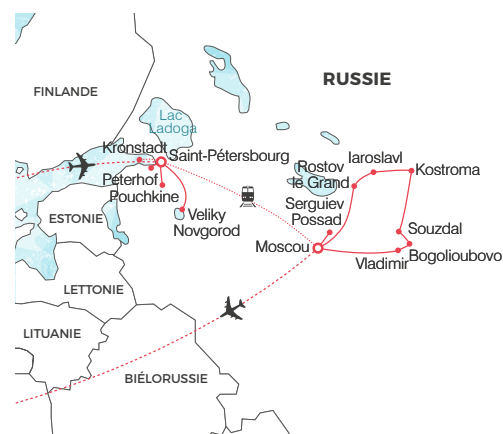 RUSSIE
FINLANDE
Lac
Ladoga
Kronstadt
Saint-Pétersbourg
Iaroslavl
Rostov
le Grand
Kostroma
Peterhof
Pouchkine
Serguiev
Possad
ESTONIE
Veliky
Novgorod
Souzdal
Moscou
Bogolioubovo
Vladimir
LETTONIE
LITUANIE
BIÉLORUSSIE